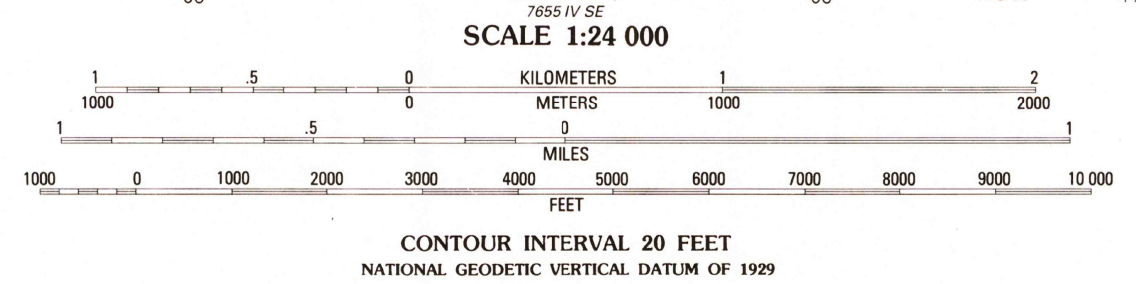 7655 IV SE
SCALE 1:24 000
1 .5 0 KILOMETERS 1 2
1000 0 METERS 1000 2000
1 .5 0 1
MILES
1000 0 1000 2000 3000 4000 5000 6000 7000 8000 9000 10 000
FEET
CONTOUR INTERVAL 20 FEET
NATIONAL GEODETIC VERTICAL DATUM OF 1929